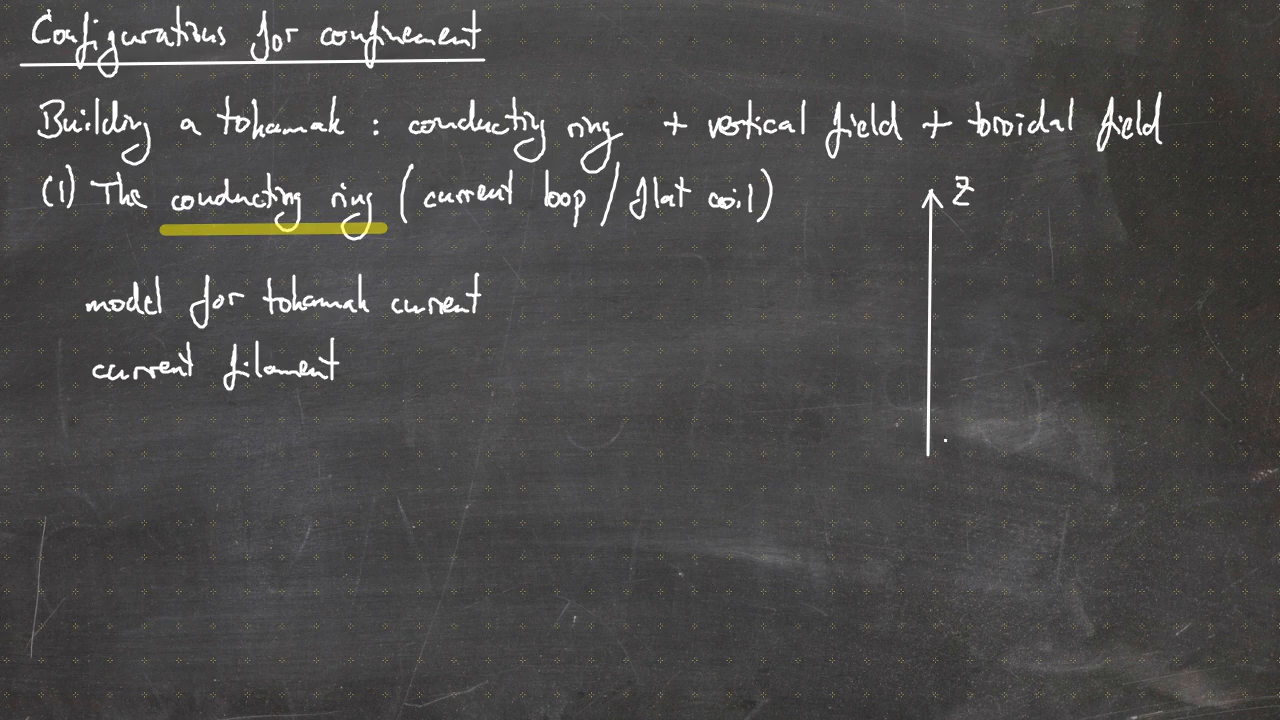 Configurations for confinement
Building a tokamak : conducting ring + vertical field + toroidal field
(1) The conducting ring (current loop / flat coil)
z
model for tokamak current
current filament